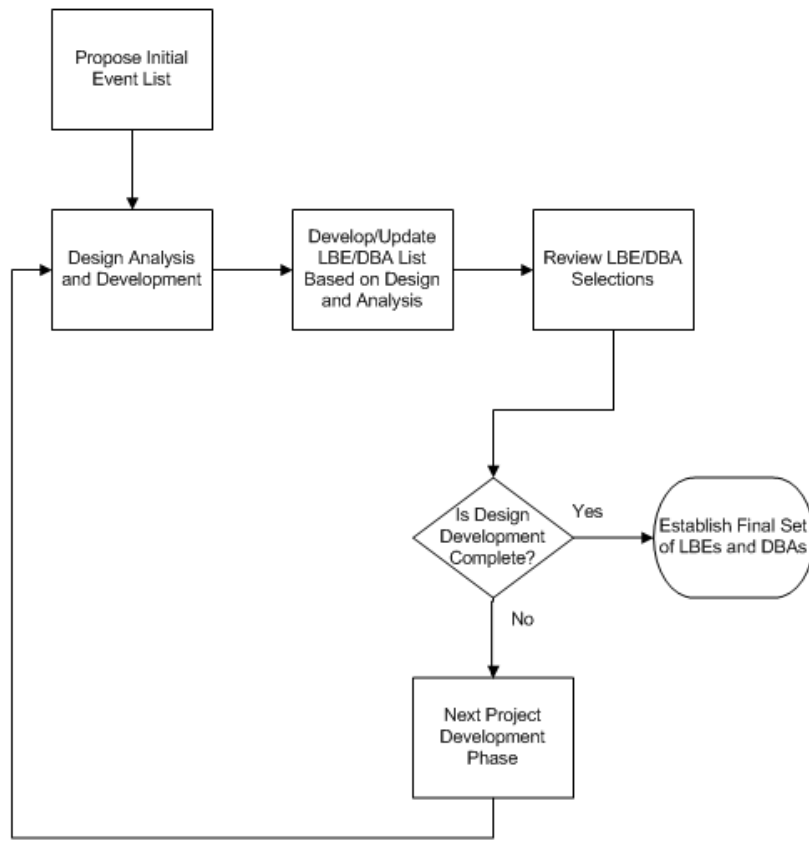 Propose Initial
Event List
Design Analysis
and Development
Develop/Update
LBE/DBA List
Based on Design
and Analysis
Review LBE/DBA
Selections
Is Design
Development
Complete?
Yes
Establish Final Set
of LBEs and DBAs
No
Next Project
Development
Phase